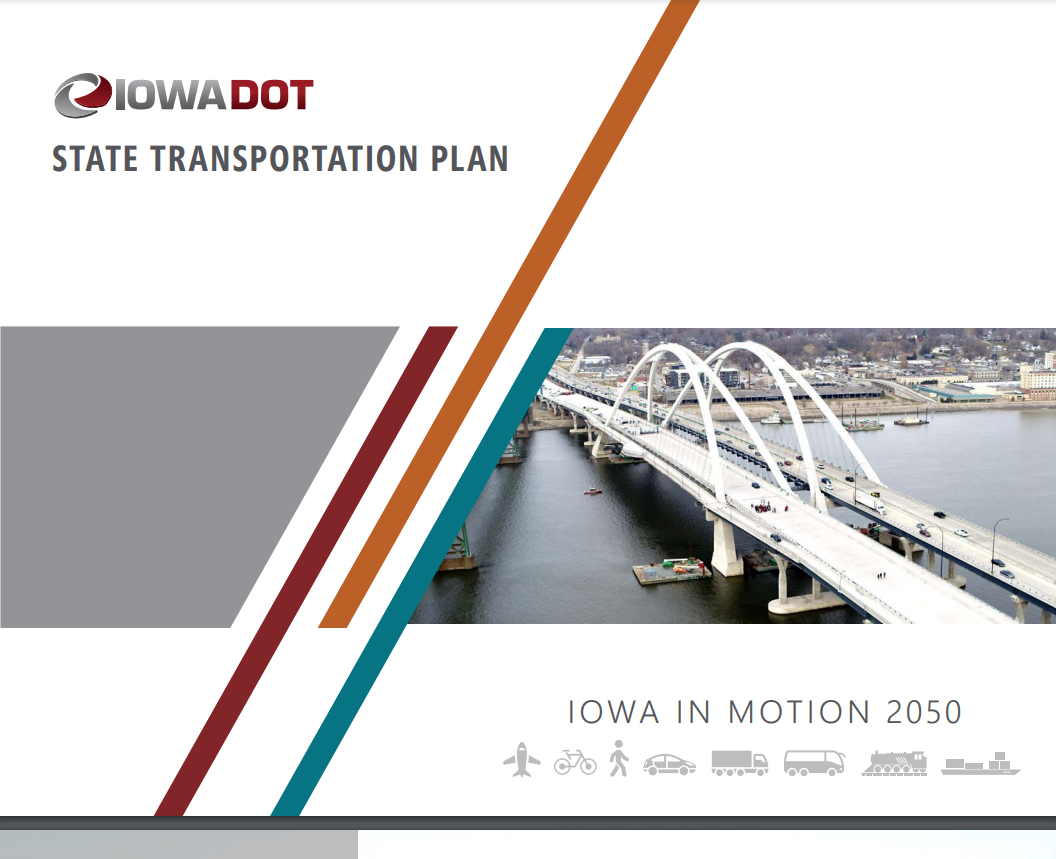 IOWADOT
STATE TRANSPORTATION PLAN
IOWA IN MOTION 2050